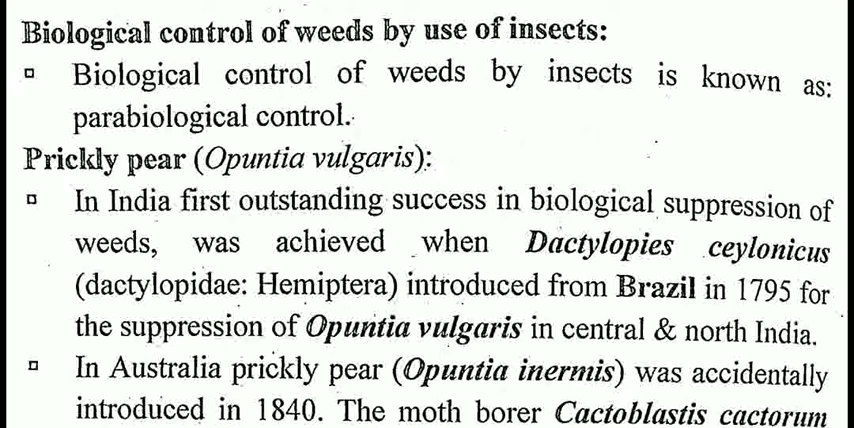 Biological control of weeds by use of insects:
▫ Biological control of weeds by insects is known as:
parabiological control.
Prickly pear (Opuntia vulgaris):
▫ In India first outstanding success in biological suppression of
weeds, was achieved when Dactylopies ceylonicus
(dactylopidae: Hemiptera) introduced from Brazil in 1795 for
the suppression of Opuntia vulgaris in central & north India.
▫ In Australia prickly pear (Opuntia inermis) was accidentally
introduced in 1840. The moth borer Cactoblastis cactorum